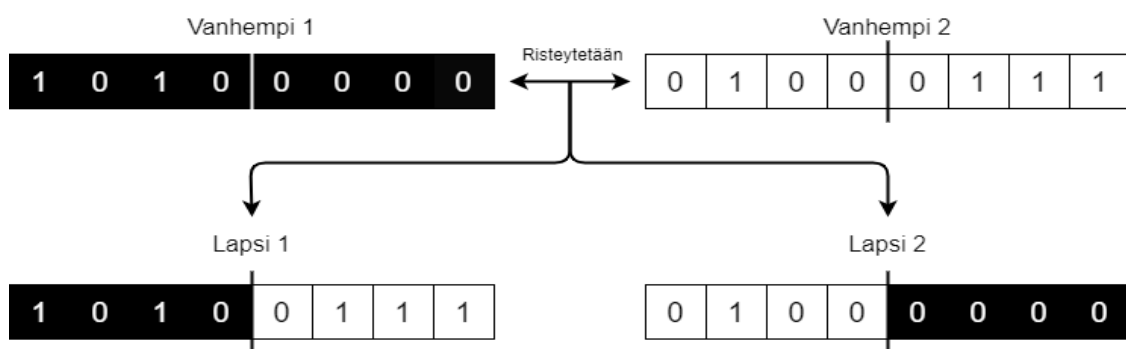 Vanhempi 1
Vanhempi 2
Risteytetään
1 0 1 0 0 0 0 0
0 1 0 0 0 1 1 1
Lapsi 1
Lapsi 2
1 0 1 0 0 1 1 1
0 1 0 0 0 0 0 0